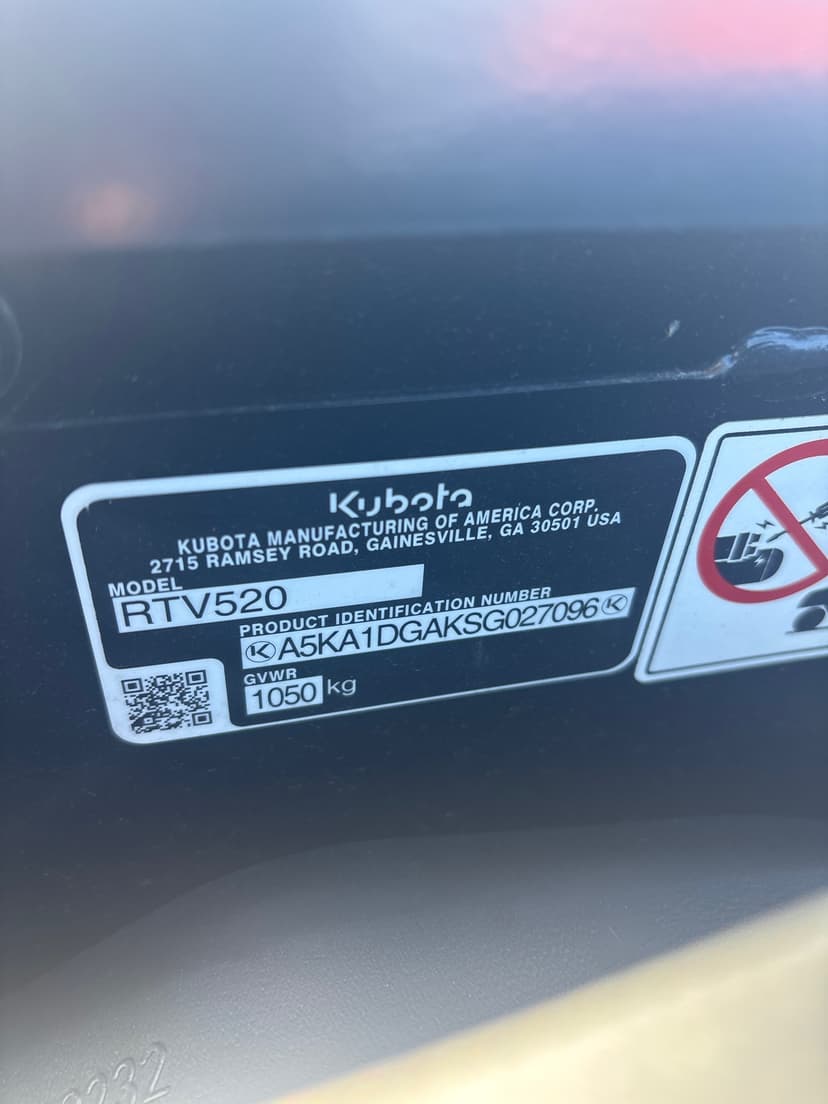 Kubota
KUBOTA MANUFACTURING OF AMERICA CORP.
2715 RAMSEY ROAD, GAINESVILLE, GA 30501 USA
MODEL
RTV520
PRODUCT IDENTIFICATION NUMBER
A5KA1DGAKSG027096
GVWR
1050 kg